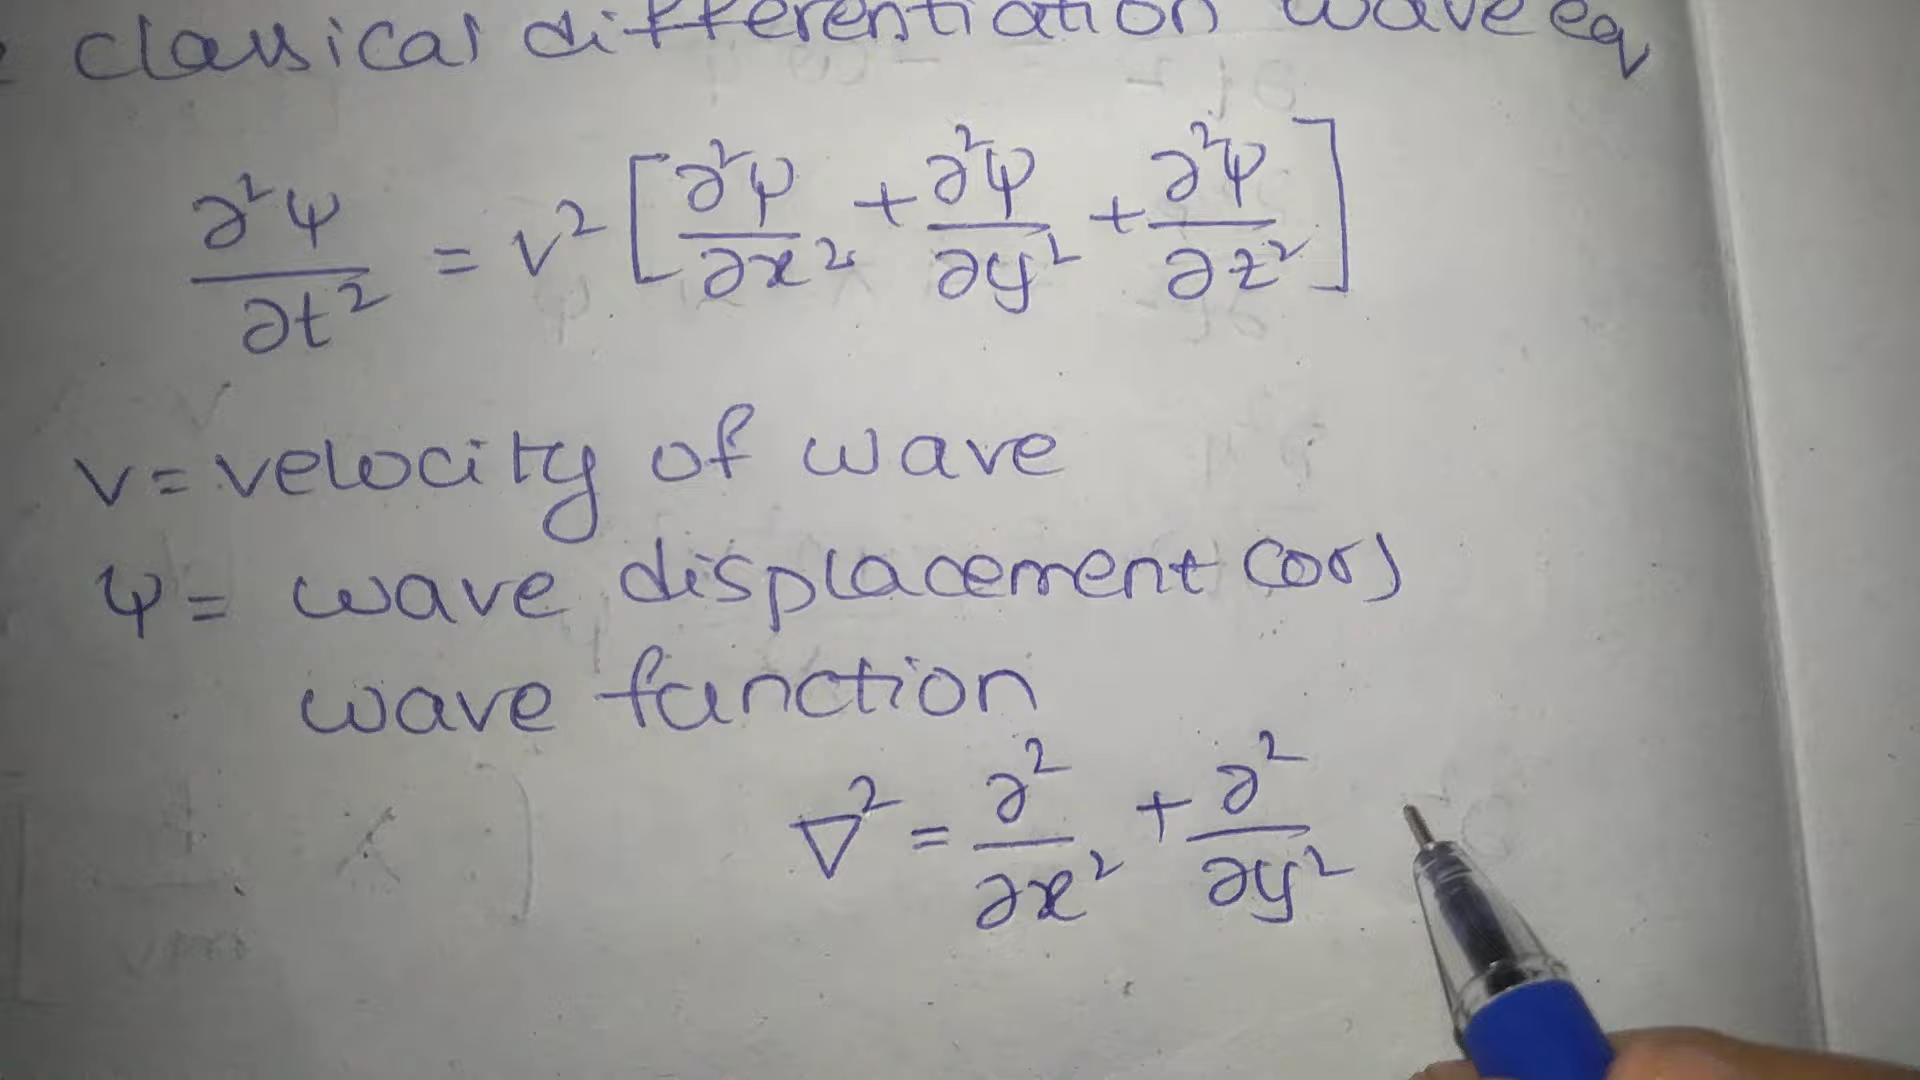 classical differentiation wave eq
∂²ψ/∂t² = v² [∂²ψ/∂x² + ∂²ψ/∂y² + ∂²ψ/∂z²]
v = velocity of wave
ψ = wave displacement (or)
wave function
∇² = ∂²/∂x² + ∂²/∂y²